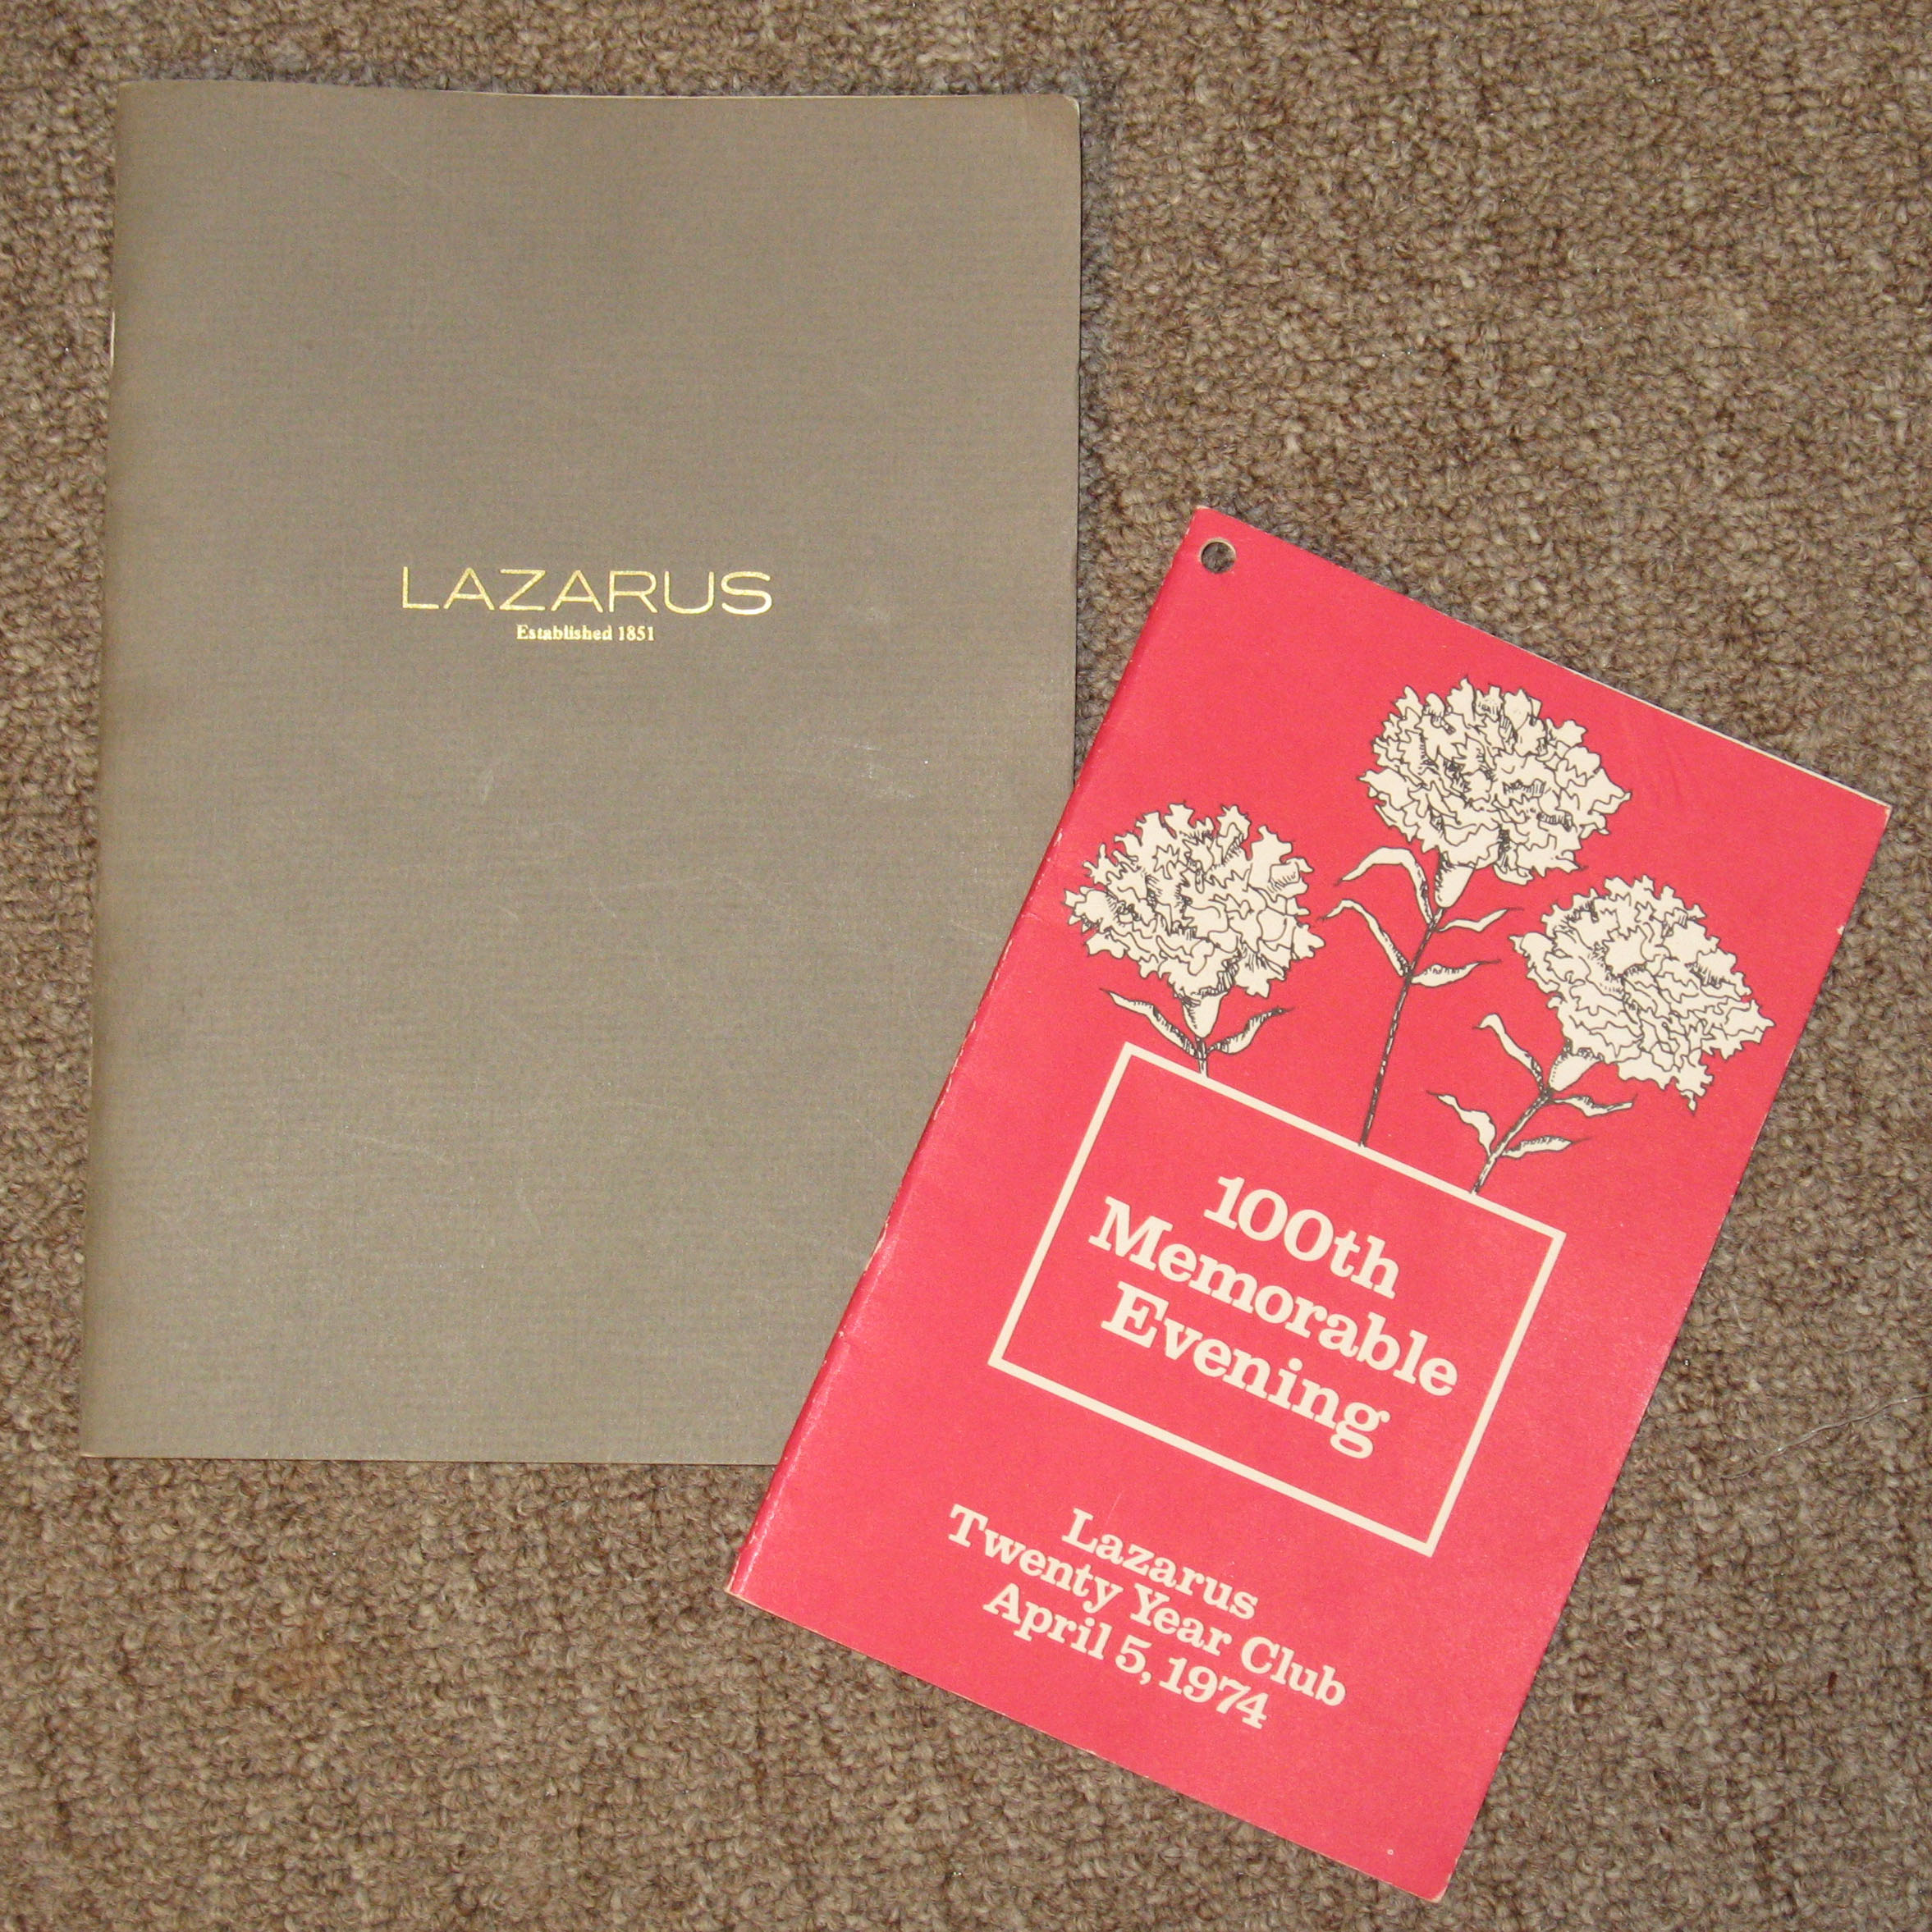 LAZARUS
Established 1851
100th
Memorable
Evening
Lazarus
Twenty Year Club
April 5, 1974